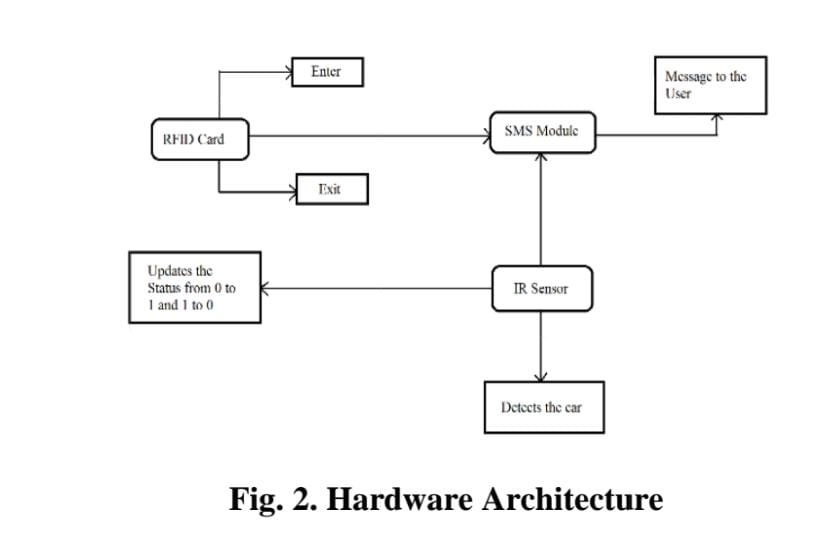 Enter
Message to the
User
RFID Card
SMS Module
Exit
Updates the
Status from 0 to
1 and 1 to 0
IR Sensor
Detects the car
Fig. 2. Hardware Architecture